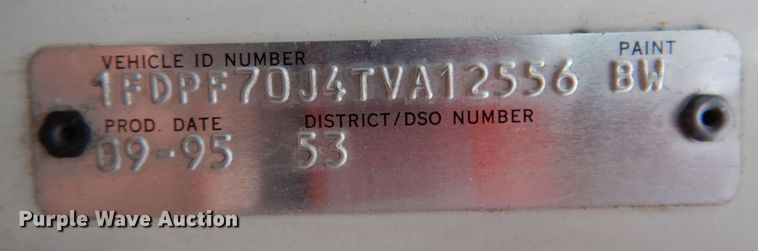 VEHICLE ID NUMBER PAINT
1FDPF70J4TVA12556 BW
PROD. DATE DISTRICT/DSO NUMBER
09-95 53
Purple Wave Auction